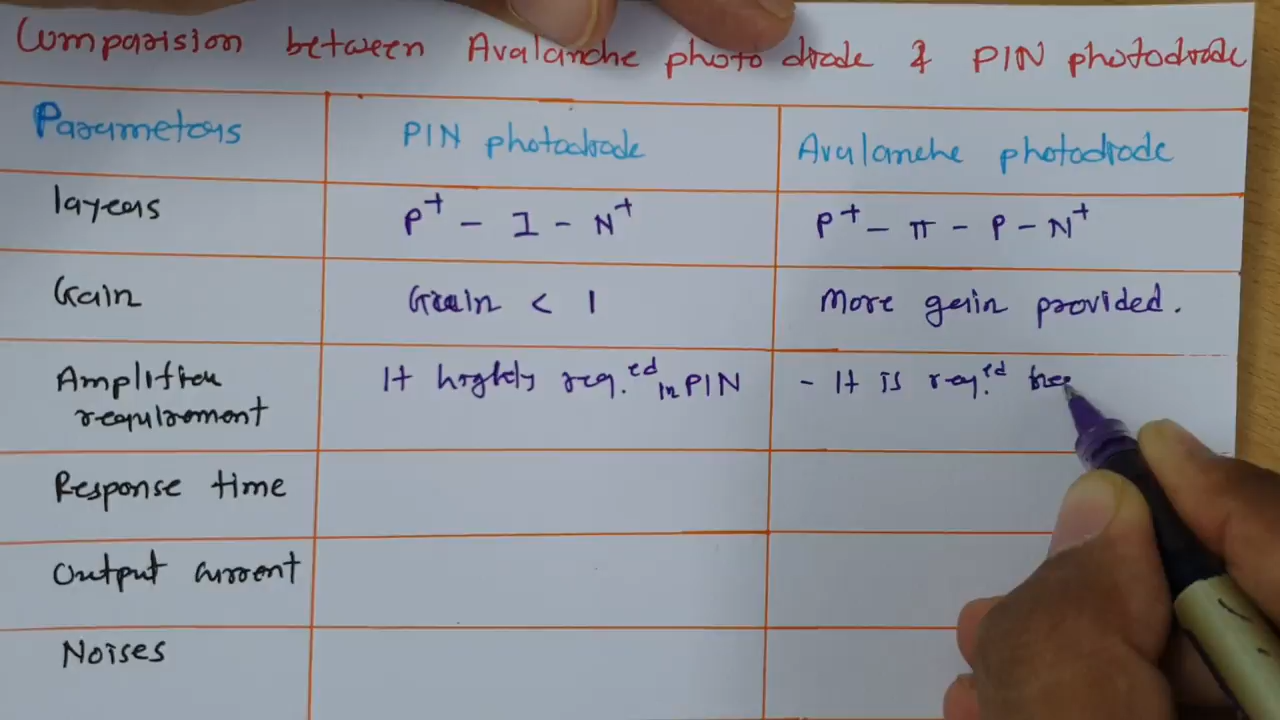 Comparision between Avalanche photo diode & PIN photodiode
Parameters PIN photodiode Avalanche photodiode
layers P+ - I - N+ P+ - π - P - N+
Gain Gain < 1 More gain provided.
Amplition It highly req.ed in PIN - It is req.ed
requirement
Response time
Output current
Noises